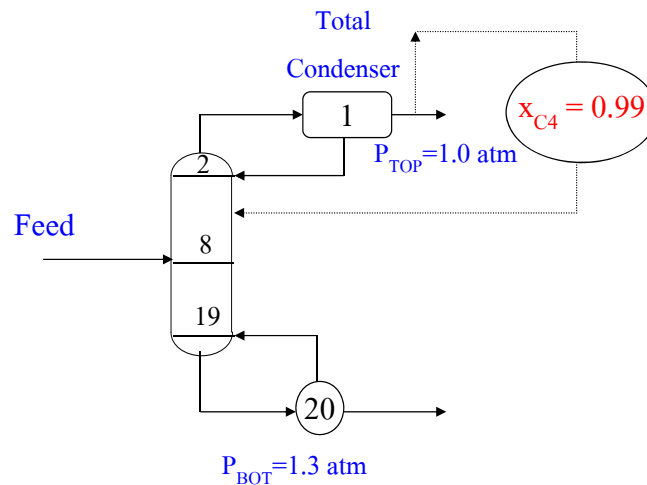 Total
Condenser
1
x_C4 = 0.99
P_TOP=1.0 atm
2
Feed
8
19
20
P_BOT=1.3 atm